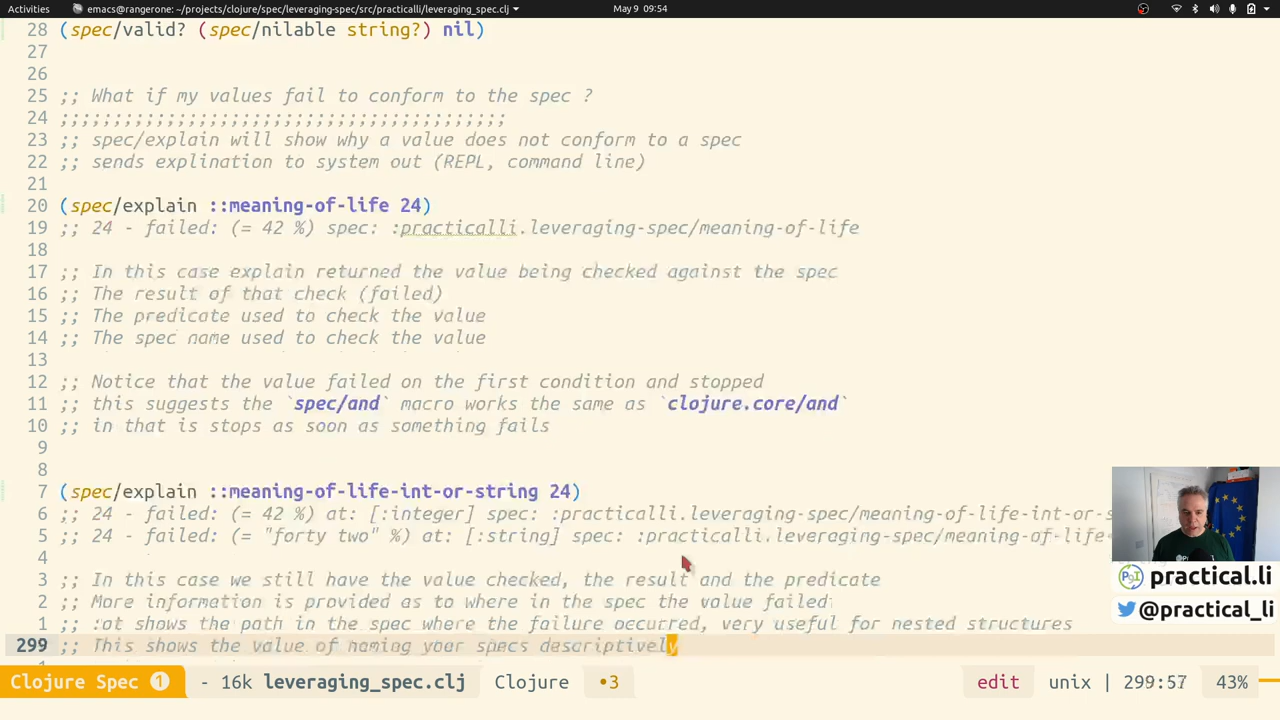 Activities emacs@rangerone: ~/projects/clojure/spec/leveraging-spec/src/practicalli/leveraging_spec.clj May 9 09:54
28 (spec/valid? (spec/nilable string?) nil)
27
26
25 ;; What if my values fail to conform to the spec ?
24 ;;;;;;;;;;;;;;;;;;;;;;;;;;;;;;;;;;;;;;;;;;
23 ;; spec/explain will show why a value does not conform to a spec
22 ;; sends explination to system out (REPL, command line)
21
20 (spec/explain ::meaning-of-life 24)
19 ;; 24 - failed: (= 42 %) spec: :practicalli.leveraging-spec/meaning-of-life
18
17 ;; In this case explain returned the value being checked against the spec
16 ;; The result of that check (failed)
15 ;; The predicate used to check the value
14 ;; The spec name used to check the value
13
12 ;; Notice that the value failed on the first condition and stopped
11 ;; this suggests the `spec/and` macro works the same as `clojure.core/and`
10 ;; in that is stops as soon as something fails
9
8
7 (spec/explain ::meaning-of-life-int-or-string 24)
6 ;; 24 - failed: (= 42 %) at: [:integer] spec: :practicalli.leveraging-spec/meaning-of-life-int-or-s
5 ;; 24 - failed: (= "forty two" %) at: [:string] spec: :practicalli.leveraging-spec/meaning-of-life-
4
3 ;; In this case we still have the value checked, the result and the predicate
2 ;; More information is provided as to where in the spec the value failed
1 ;; :at shows the path in the spec where the failure occurred, very useful for nested structures
299 ;; This shows the value of naming your specs descriptively
1
practical.li
@practical_li
Clojure Spec 1 - 16k leveraging_spec.clj Clojure •3 edit unix | 299:57 43%